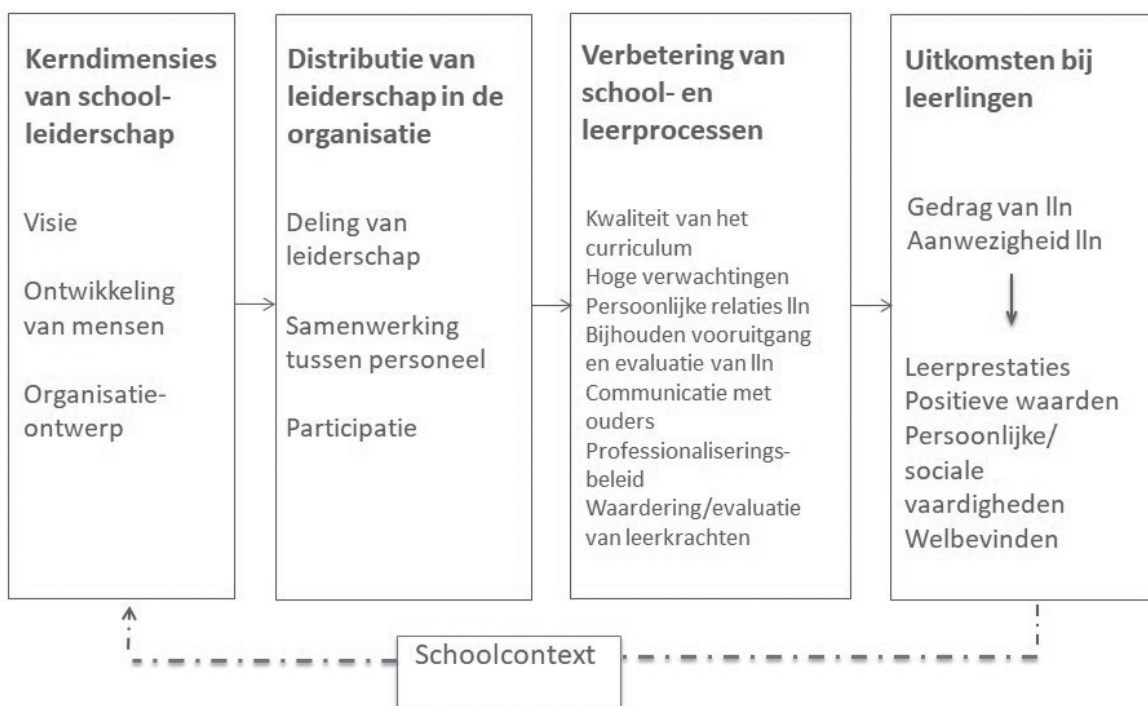 Kerndimensies
van school-
leiderschap
Visie
Ontwikkeling
van mensen
Organisatie-
ontwerp
Distributie van
leiderschap in de
organisatie
Deling van
leiderschap
Samenwerking
tussen personeel
Participatie
Verbetering van
school- en
leerprocessen
Kwaliteit van het
curriculum
Hoge verwachtingen
Persoonlijke relaties lln
Bijhouden vooruitgang
en evaluatie van lln
Communicatie met
ouders
Professionaliserings-
beleid
Waardering/evaluatie
van leerkrachten
Uitkomsten bij
leerlingen
Gedrag van lln
Aanwezigheid lln
Leerprestaties
Positieve waarden
Persoonlijke/
sociale
vaardigheden
Welbevinden
Schoolcontext